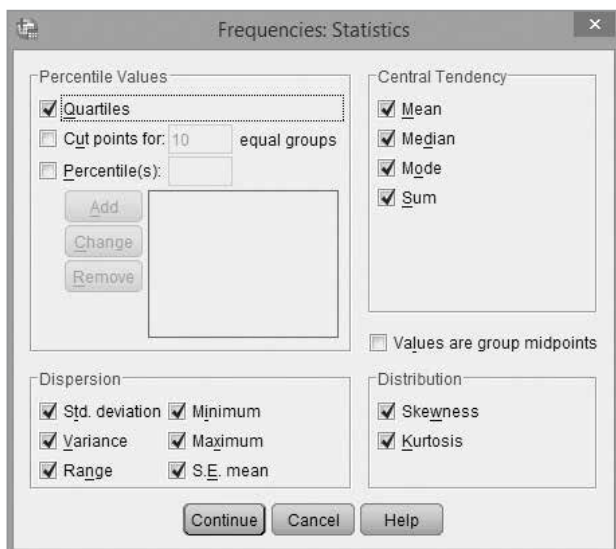 Frequencies: Statistics
Percentile Values
Quartiles
Cut points for: 10 equal groups
Percentile(s):
Add
Change
Remove
Central Tendency
Mean
Median
Mode
Sum
Values are group midpoints
Dispersion
Std. deviation Minimum
Variance Maximum
Range S.E. mean
Distribution
Skewness
Kurtosis
Continue Cancel Help